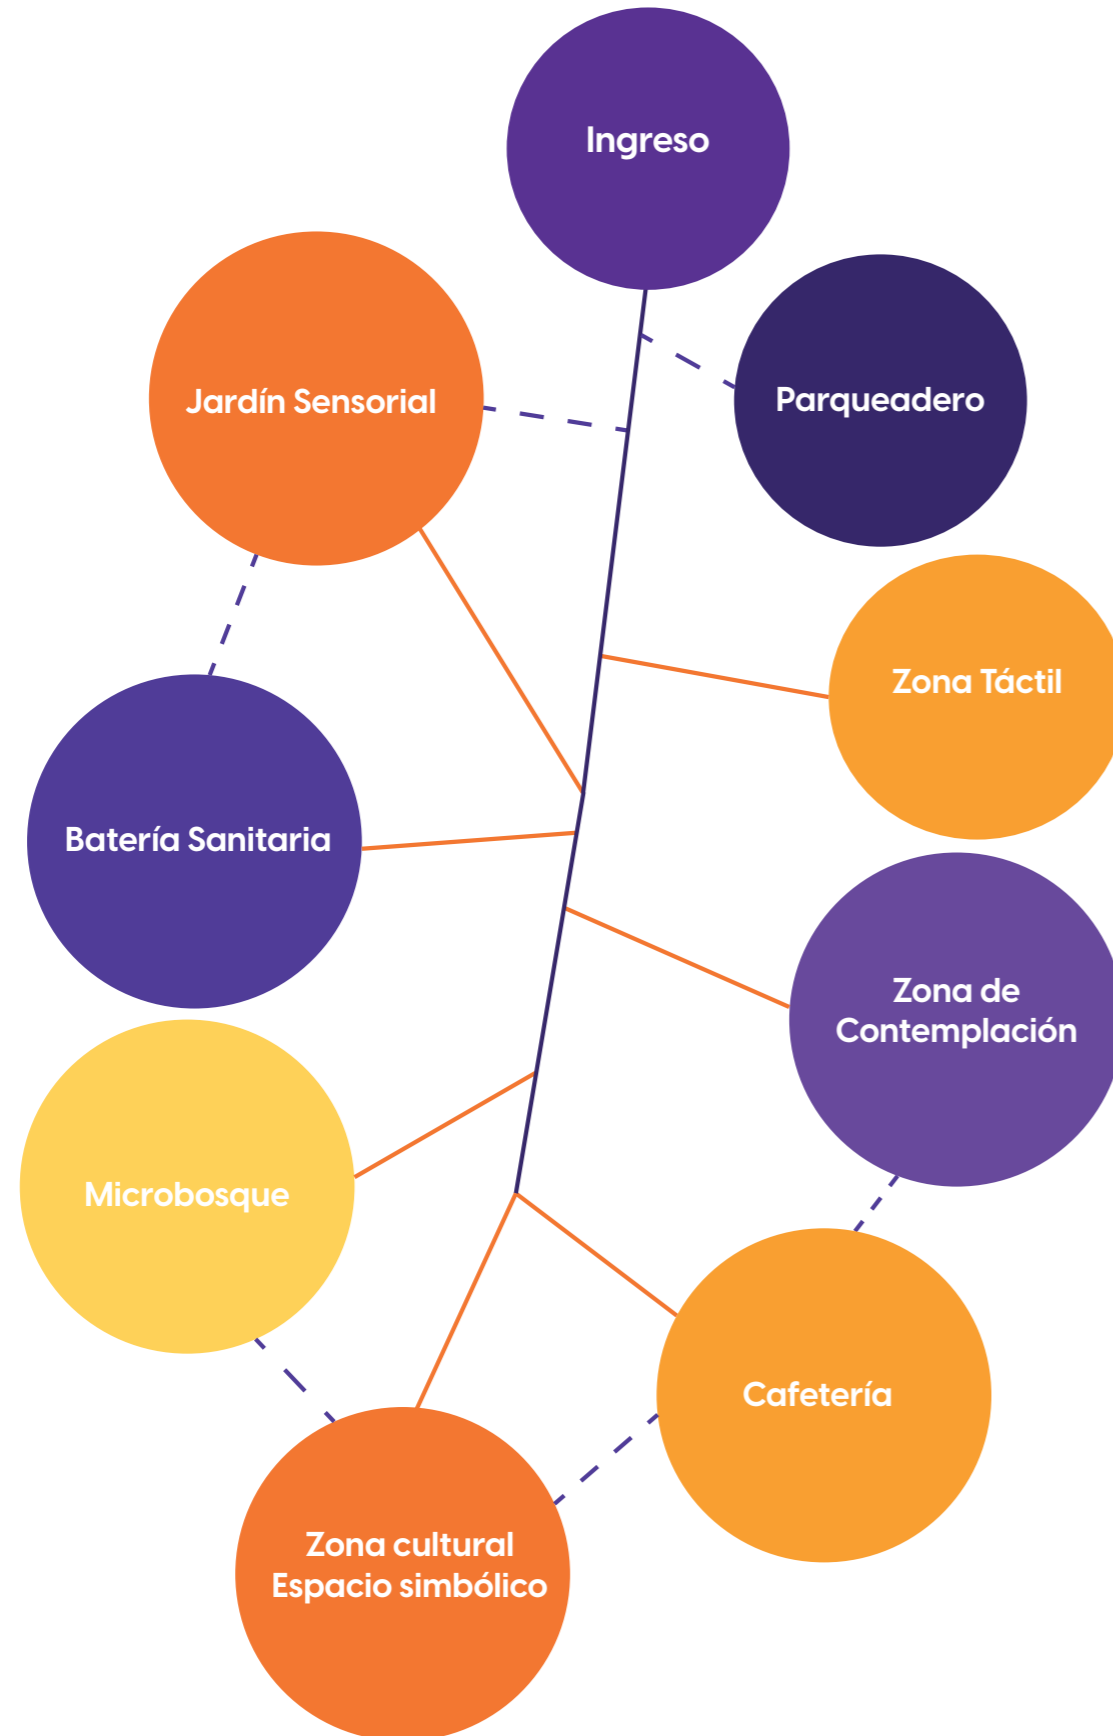 Ingreso
Jardín Sensorial
Parqueadero
Zona Táctil
Batería Sanitaria
Zona de
Contemplación
Microbosque
Cafetería
Zona cultural
Espacio simbólico